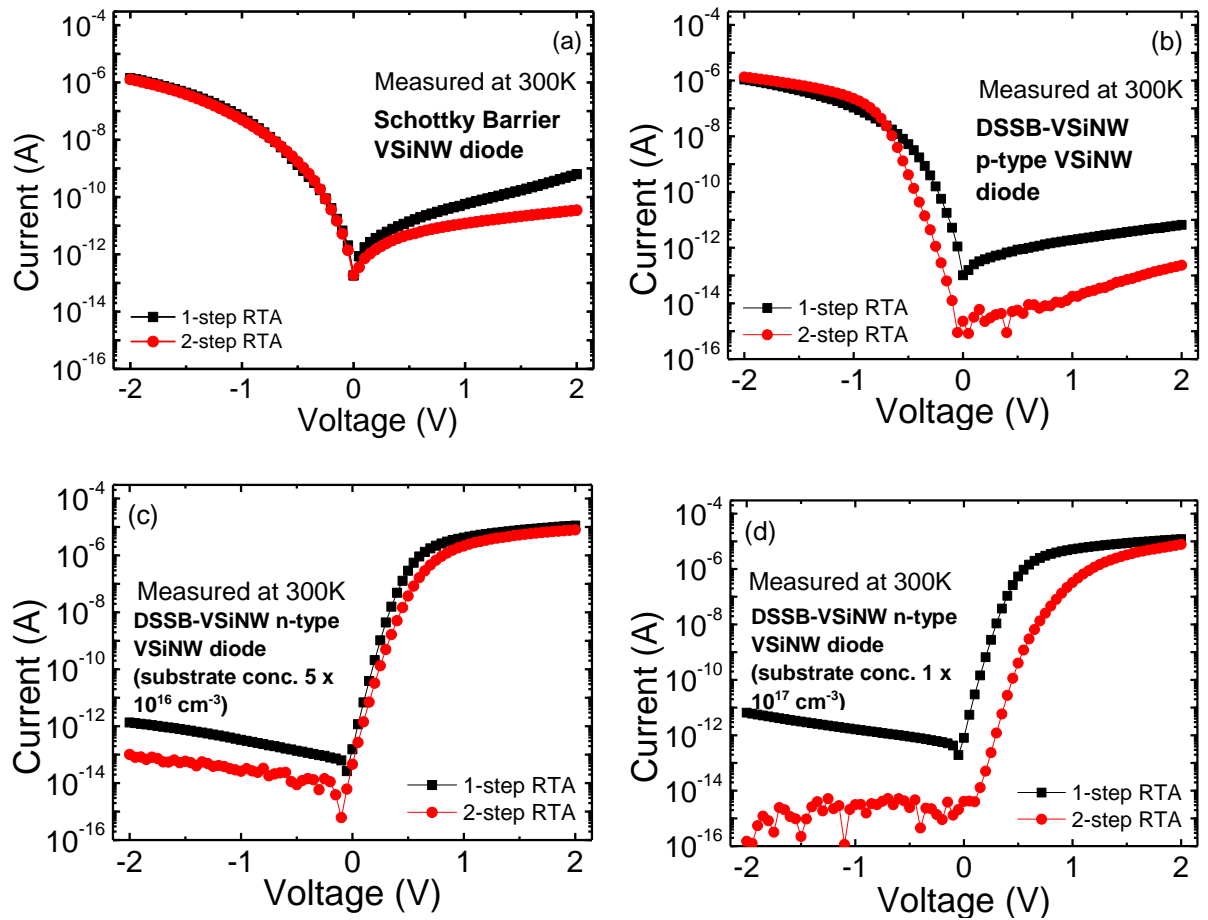 (a)
Measured at 300K
Schottky Barrier
VSiNW diode
1-step RTA
2-step RTA
Current (A)
10^-4
10^-6
10^-8
10^-10
10^-12
10^-14
10^-16
-2 -1 0 1 2
Voltage (V)
(b)
Measured at 300K
DSSB-VSiNW
p-type VSiNW
diode
1-step RTA
2-step RTA
Current (A)
10^-4
10^-6
10^-8
10^-10
10^-12
10^-14
10^-16
-2 -1 0 1 2
Voltage (V)
(c)
Measured at 300K
DSSB-VSiNW n-type
VSiNW diode
(substrate conc. 5 x
10^16 cm^-3)
1-step RTA
2-step RTA
Current (A)
10^-4
10^-6
10^-8
10^-10
10^-12
10^-14
10^-16
-2 -1 0 1 2
Voltage (V)
(d)
Measured at 300K
DSSB-VSiNW n-type
VSiNW diode
(substrate conc. 1 x
10^17 cm^-3)
1-step RTA
2-step RTA
Current (A)
10^-4
10^-6
10^-8
10^-10
10^-12
10^-14
10^-16
-2 -1 0 1 2
Voltage (V)